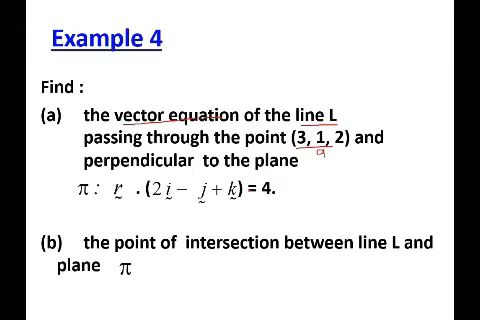 Example 4
Find :
(a) the vector equation of the line L
passing through the point (3, 1, 2) and
a
perpendicular to the plane
π : r . (2 i − j + k) = 4.
(b) the point of intersection between line L and
plane π